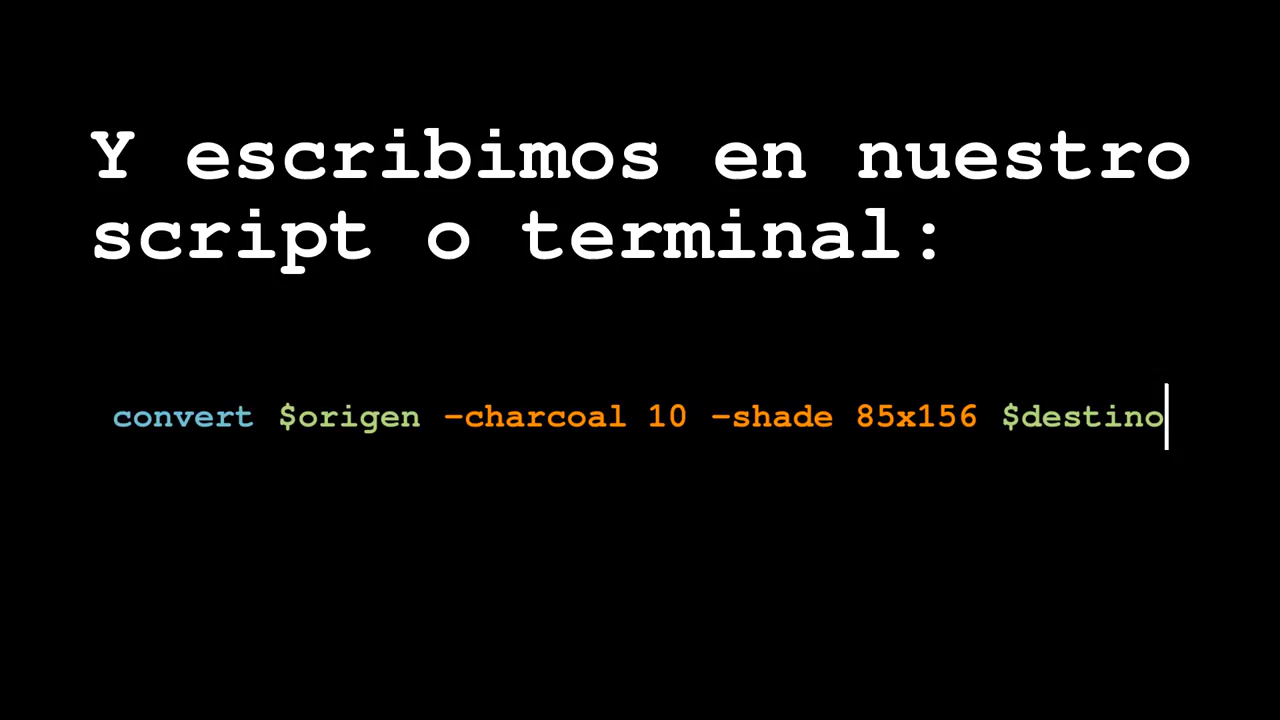 Y escribimos en nuestro
script o terminal:
convert $origen –charcoal 10 –shade 85x156 $destino